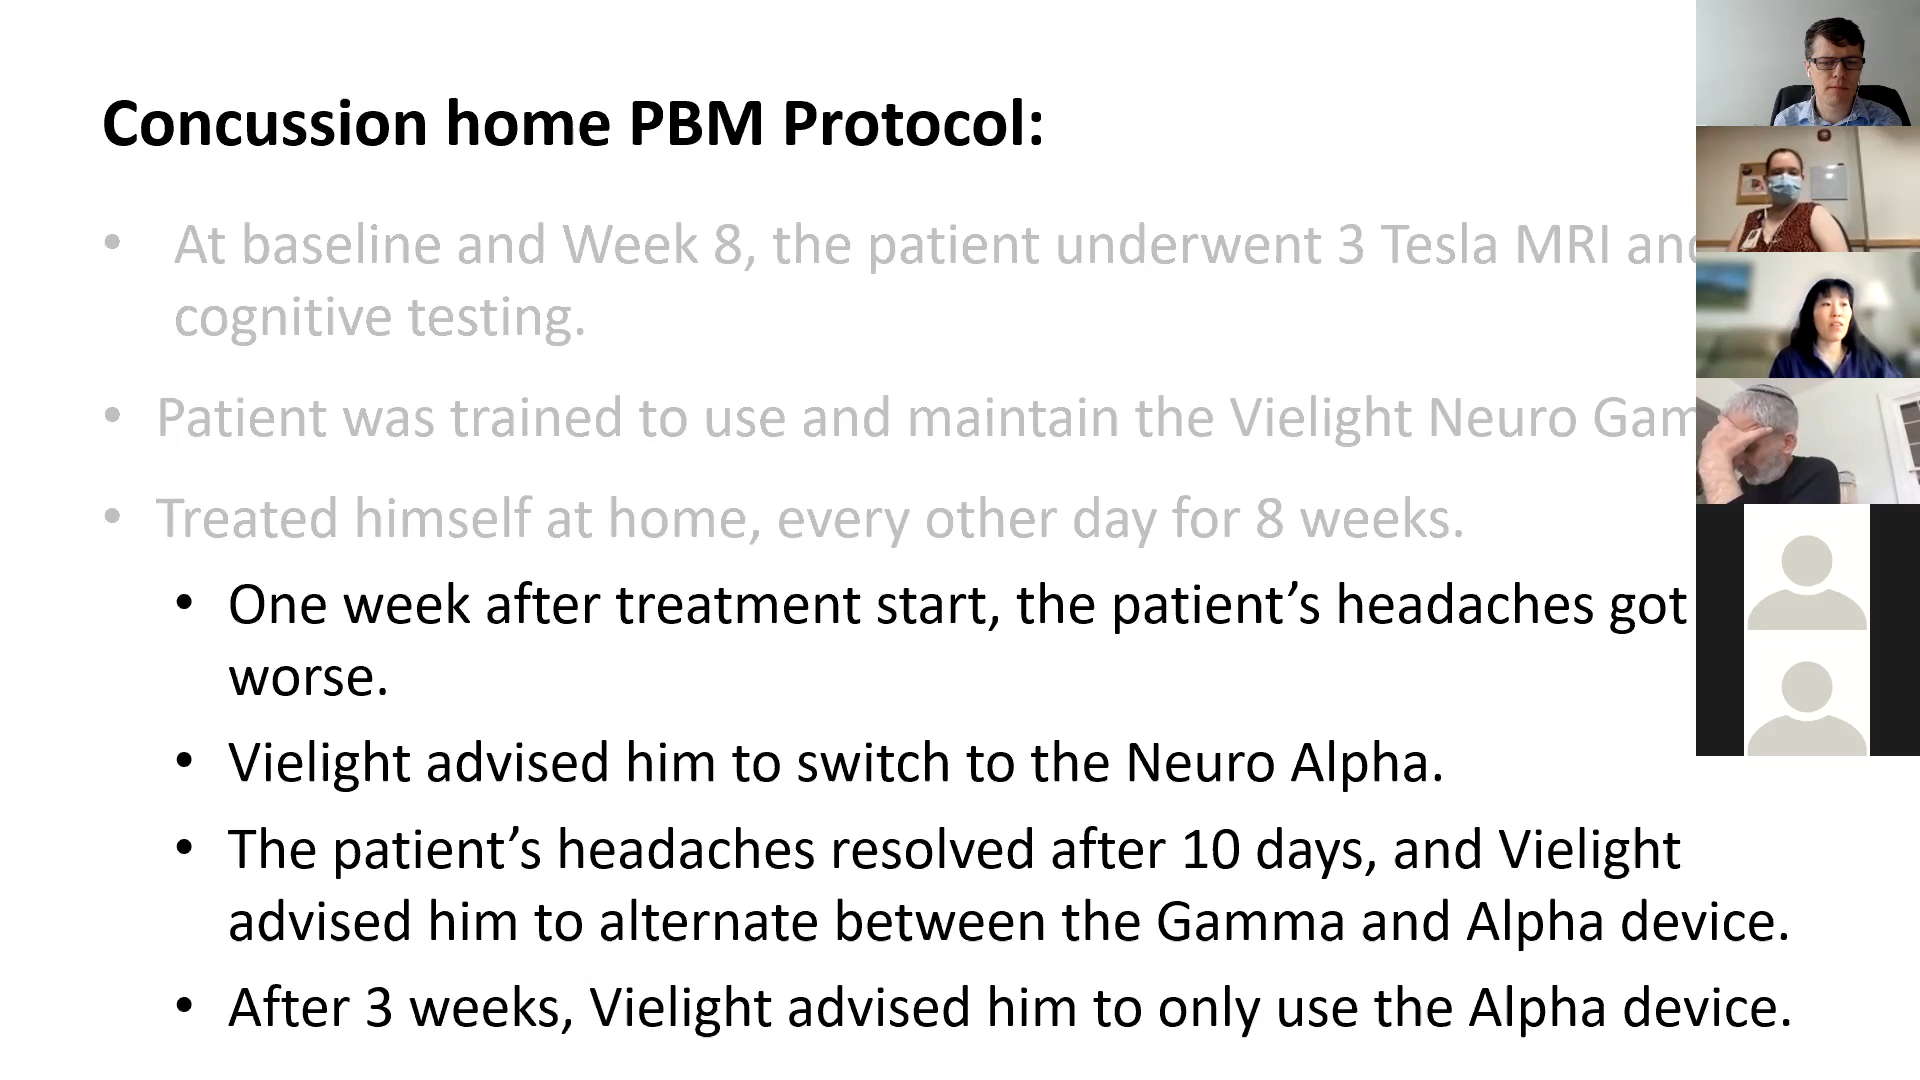 Concussion home PBM Protocol:
• At baseline and Week 8, the patient underwent 3 Tesla MRI
cognitive testing.
• Patient was trained to use and maintain the Vielight Neuro
• Treated himself at home, every other day for 8 weeks.
• One week after treatment start, the patient’s headaches got
worse.
• Vielight advised him to switch to the Neuro Alpha.
• The patient’s headaches resolved after 10 days, and Vielight
advised him to alternate between the Gamma and Alpha device.
• After 3 weeks, Vielight advised him to only use the Alpha device.